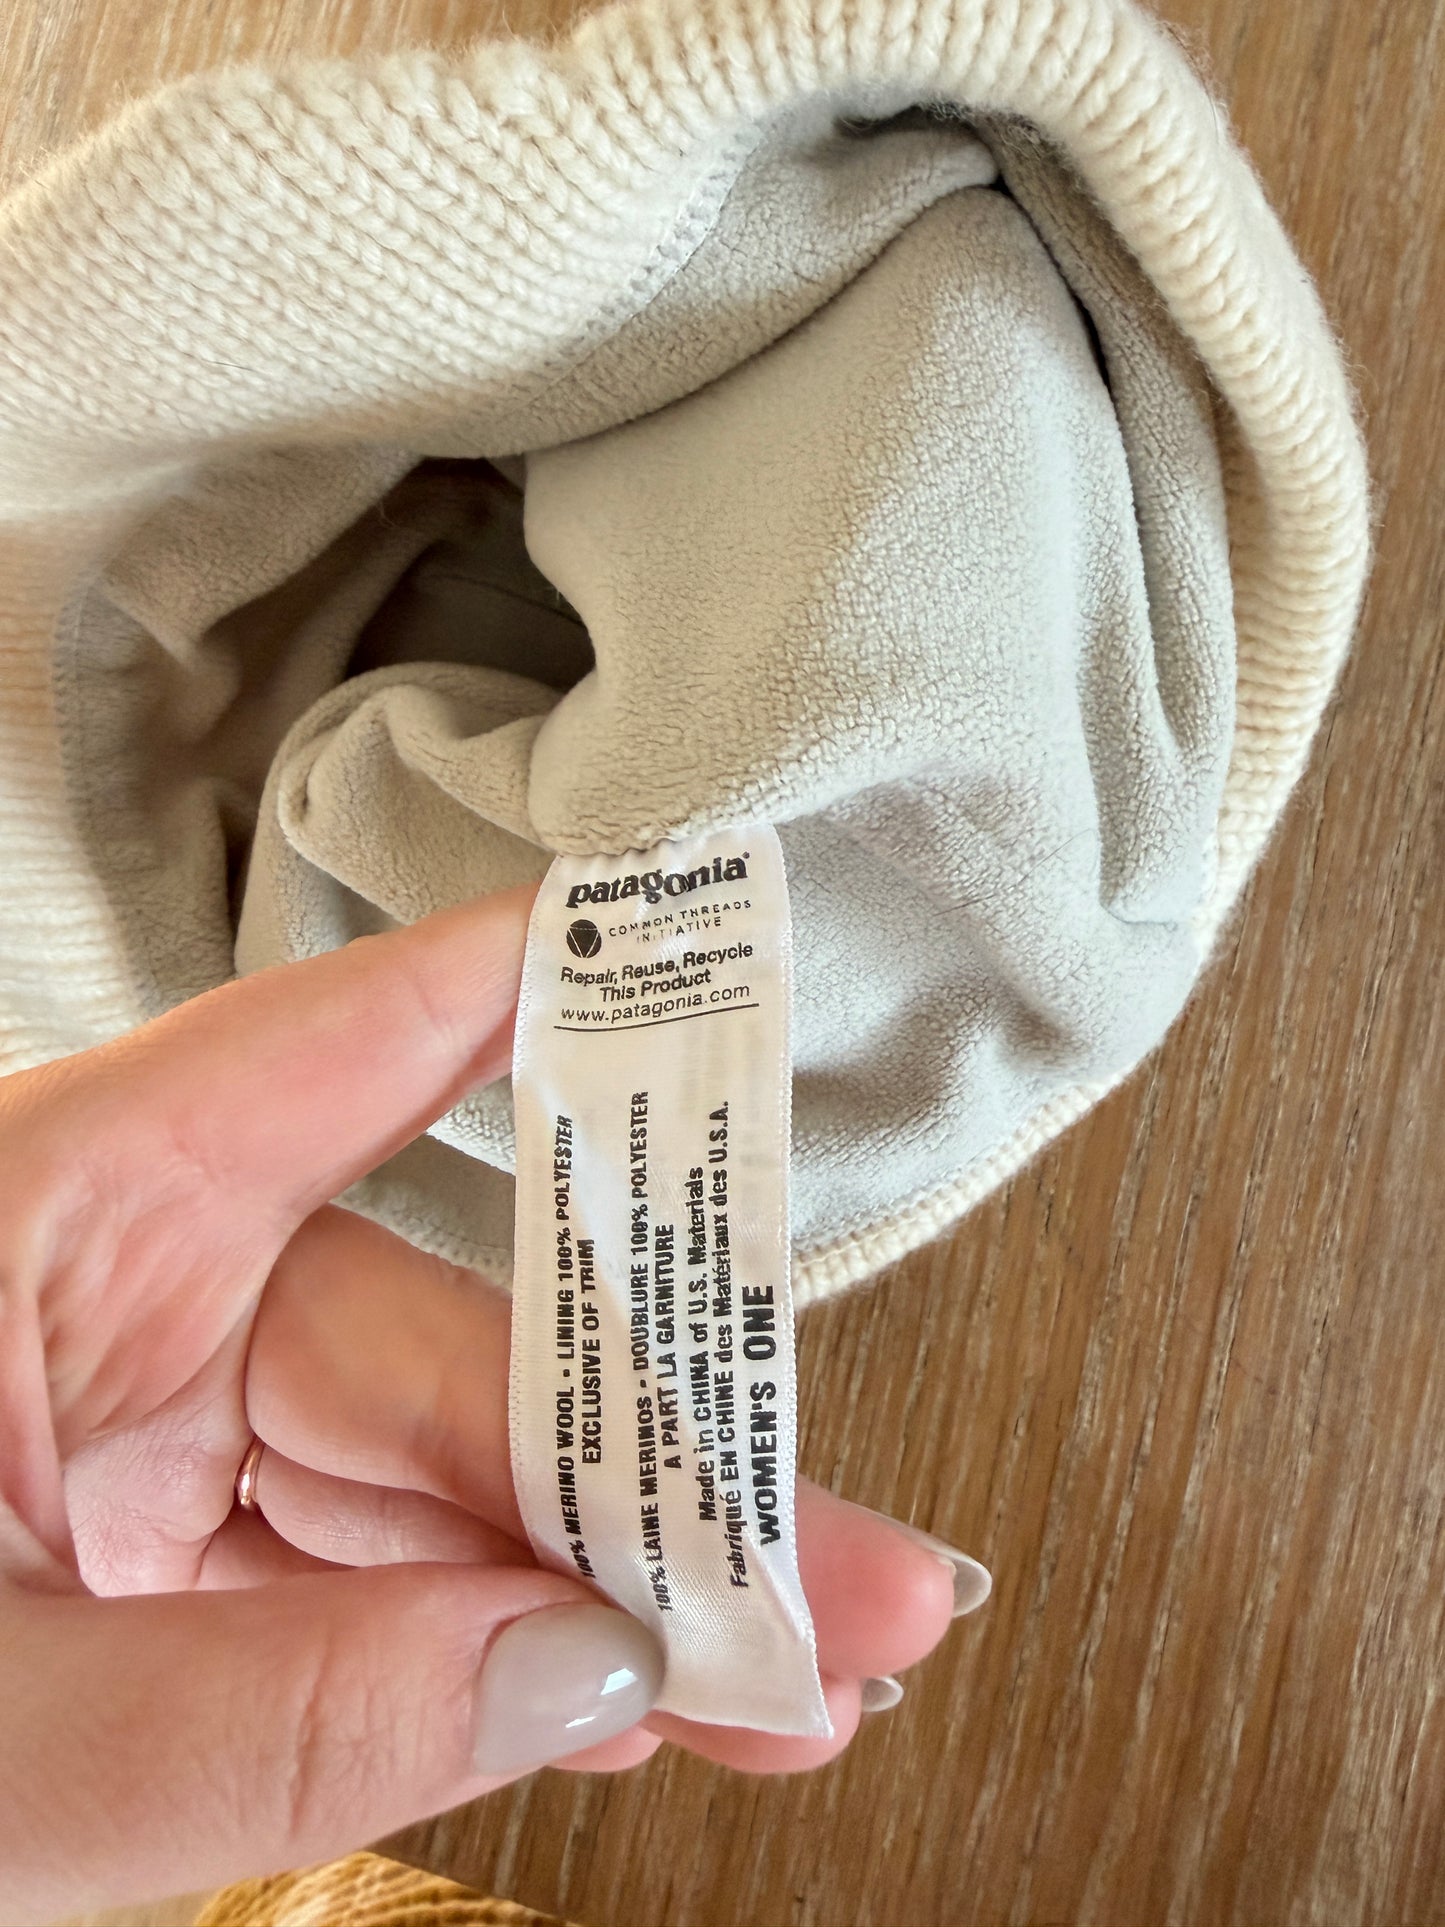 patagonia®
COMMON THREADS
INITIATIVE
Repair, Reuse, Recycle
This Product
www.patagonia.com
100% MERINO WOOL - LINING 100% POLYESTER
EXCLUSIVE OF TRIM
100% LAINE MERINOS - DOUBLURE 100% POLYESTER
A PART LA GARNITURE
Made in CHINA of U.S. Materials
Fabriqué EN CHINE des Matériaux des U.S.A.
WOMEN'S ONE